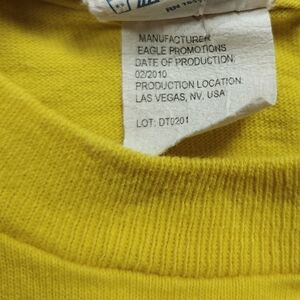 MANUFACTURER
EAGLE PROMOTIONS
DATE OF PRODUCTION:
02/2010
PRODUCTION LOCATION:
LAS VEGAS, NV, USA
LOT: DT0201